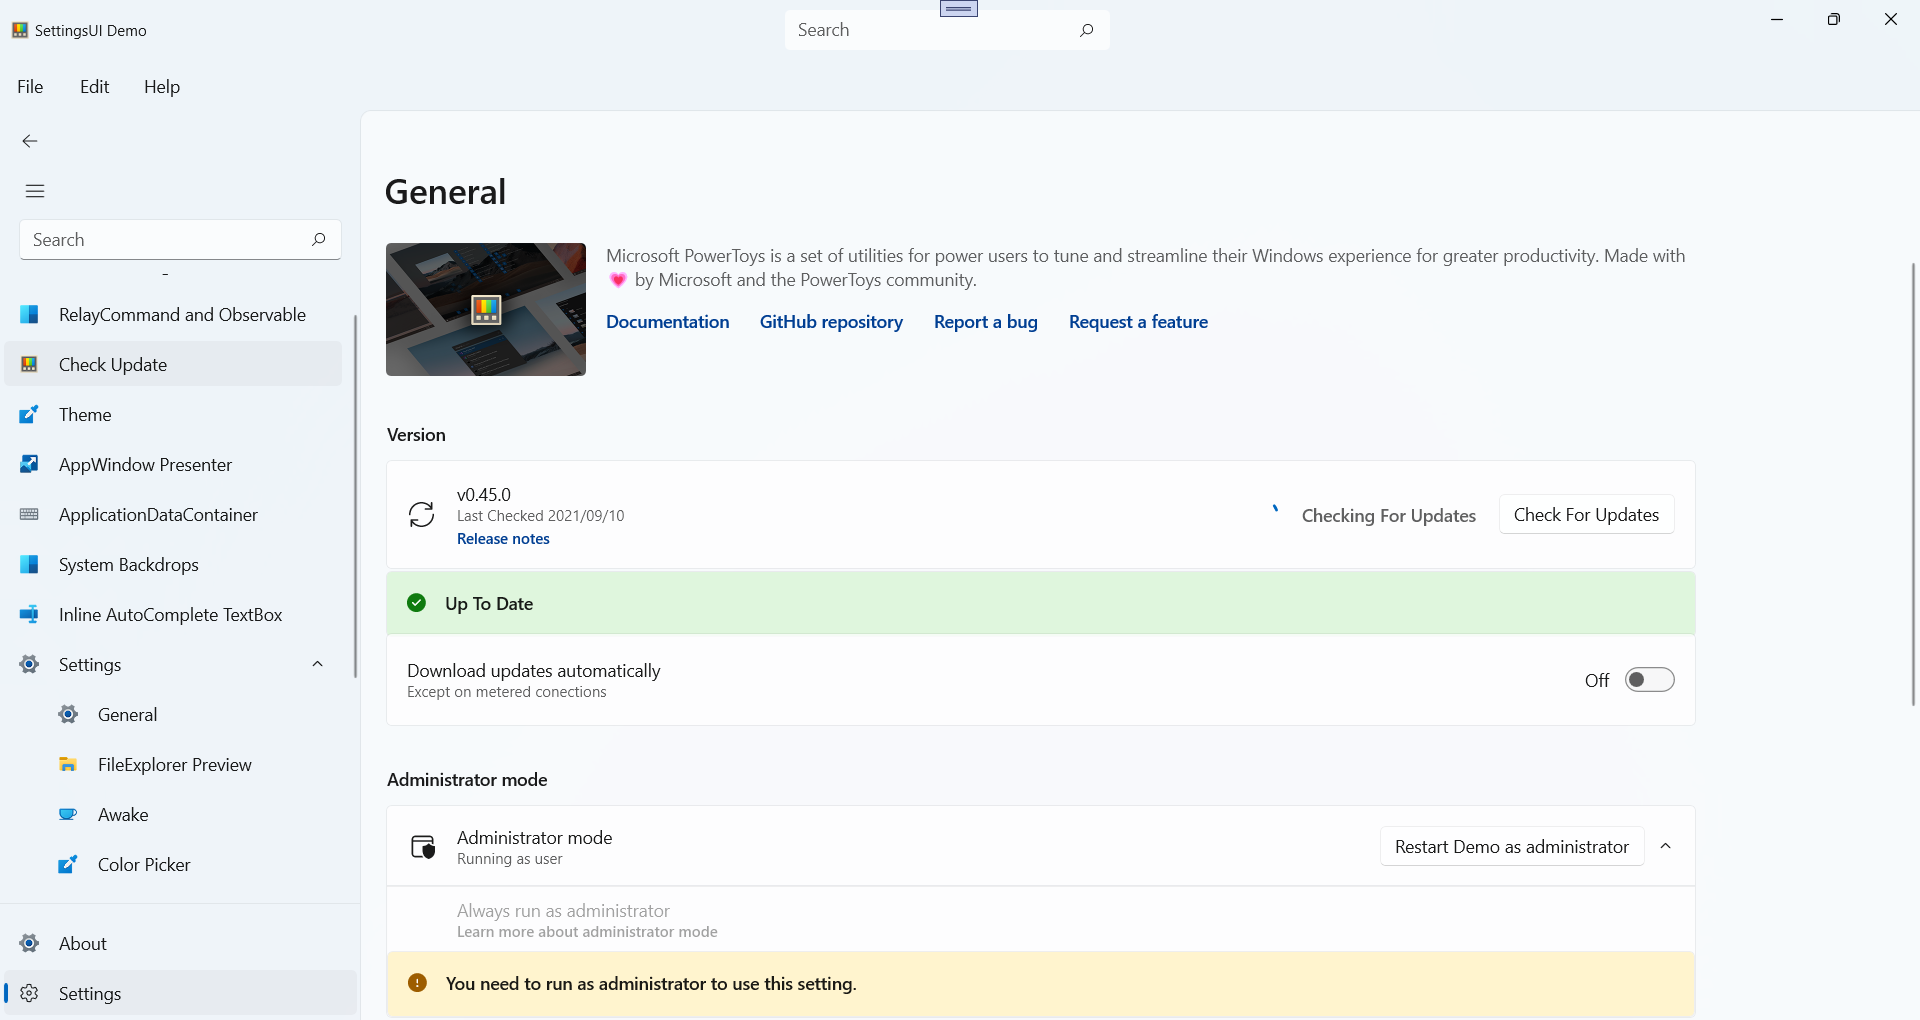 SettingsUI Demo
Search
File Edit Help
Search
RelayCommand and Observable
Check Update
Theme
AppWindow Presenter
ApplicationDataContainer
System Backdrops
Inline AutoComplete TextBox
Settings
General
FileExplorer Preview
Awake
Color Picker
About
Settings
General
Microsoft PowerToys is a set of utilities for power users to tune and streamline their Windows experience for greater productivity. Made with
💗 by Microsoft and the PowerToys community.
Documentation GitHub repository Report a bug Request a feature
Version
v0.45.0
Last Checked 2021/09/10
Release notes
Checking For Updates Check For Updates
Up To Date
Download updates automatically
Except on metered conections
Off
Administrator mode
Administrator mode
Running as user
Restart Demo as administrator
Always run as administrator
Learn more about administrator mode
You need to run as administrator to use this setting.